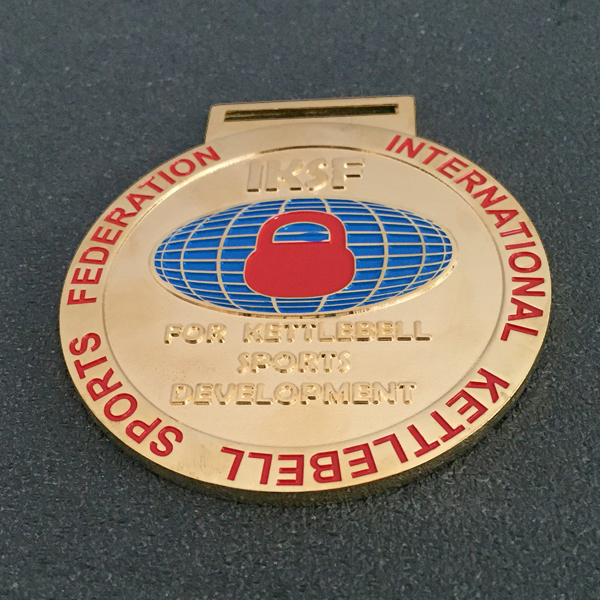 INTERNATIONAL KETTLEBELL SPORTS FEDERATION
IKSF
FOR KETTLEBELL
SPORTS
DEVELOPMENT